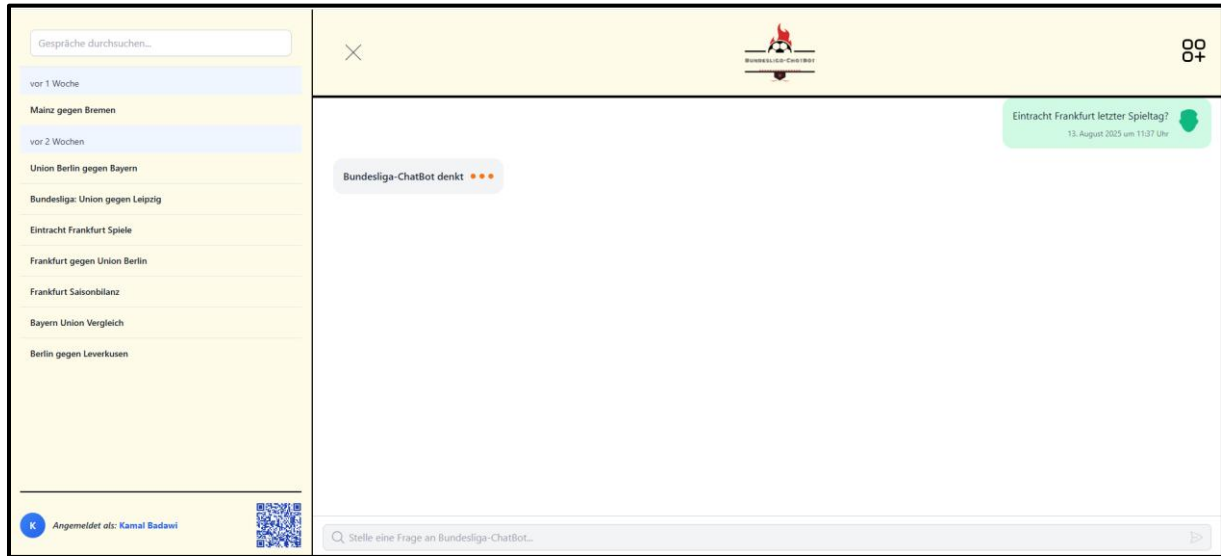 Gespräche durchsuchen...
vor 1 Woche
Mainz gegen Bremen
vor 2 Wochen
Union Berlin gegen Bayern
Bundesliga: Union gegen Leipzig
Eintracht Frankfurt Spiele
Frankfurt gegen Union Berlin
Frankfurt Saisonbilanz
Bayern Union Vergleich
Berlin gegen Leverkusen
K
Angemeldet als: Kamal Badawi
BUNDESLIGA-CHATBOT
Eintracht Frankfurt letzter Spieltag?
13. August 2025 um 11:37 Uhr
Bundesliga-ChatBot denkt
Stelle eine Frage an Bundesliga-ChatBot...